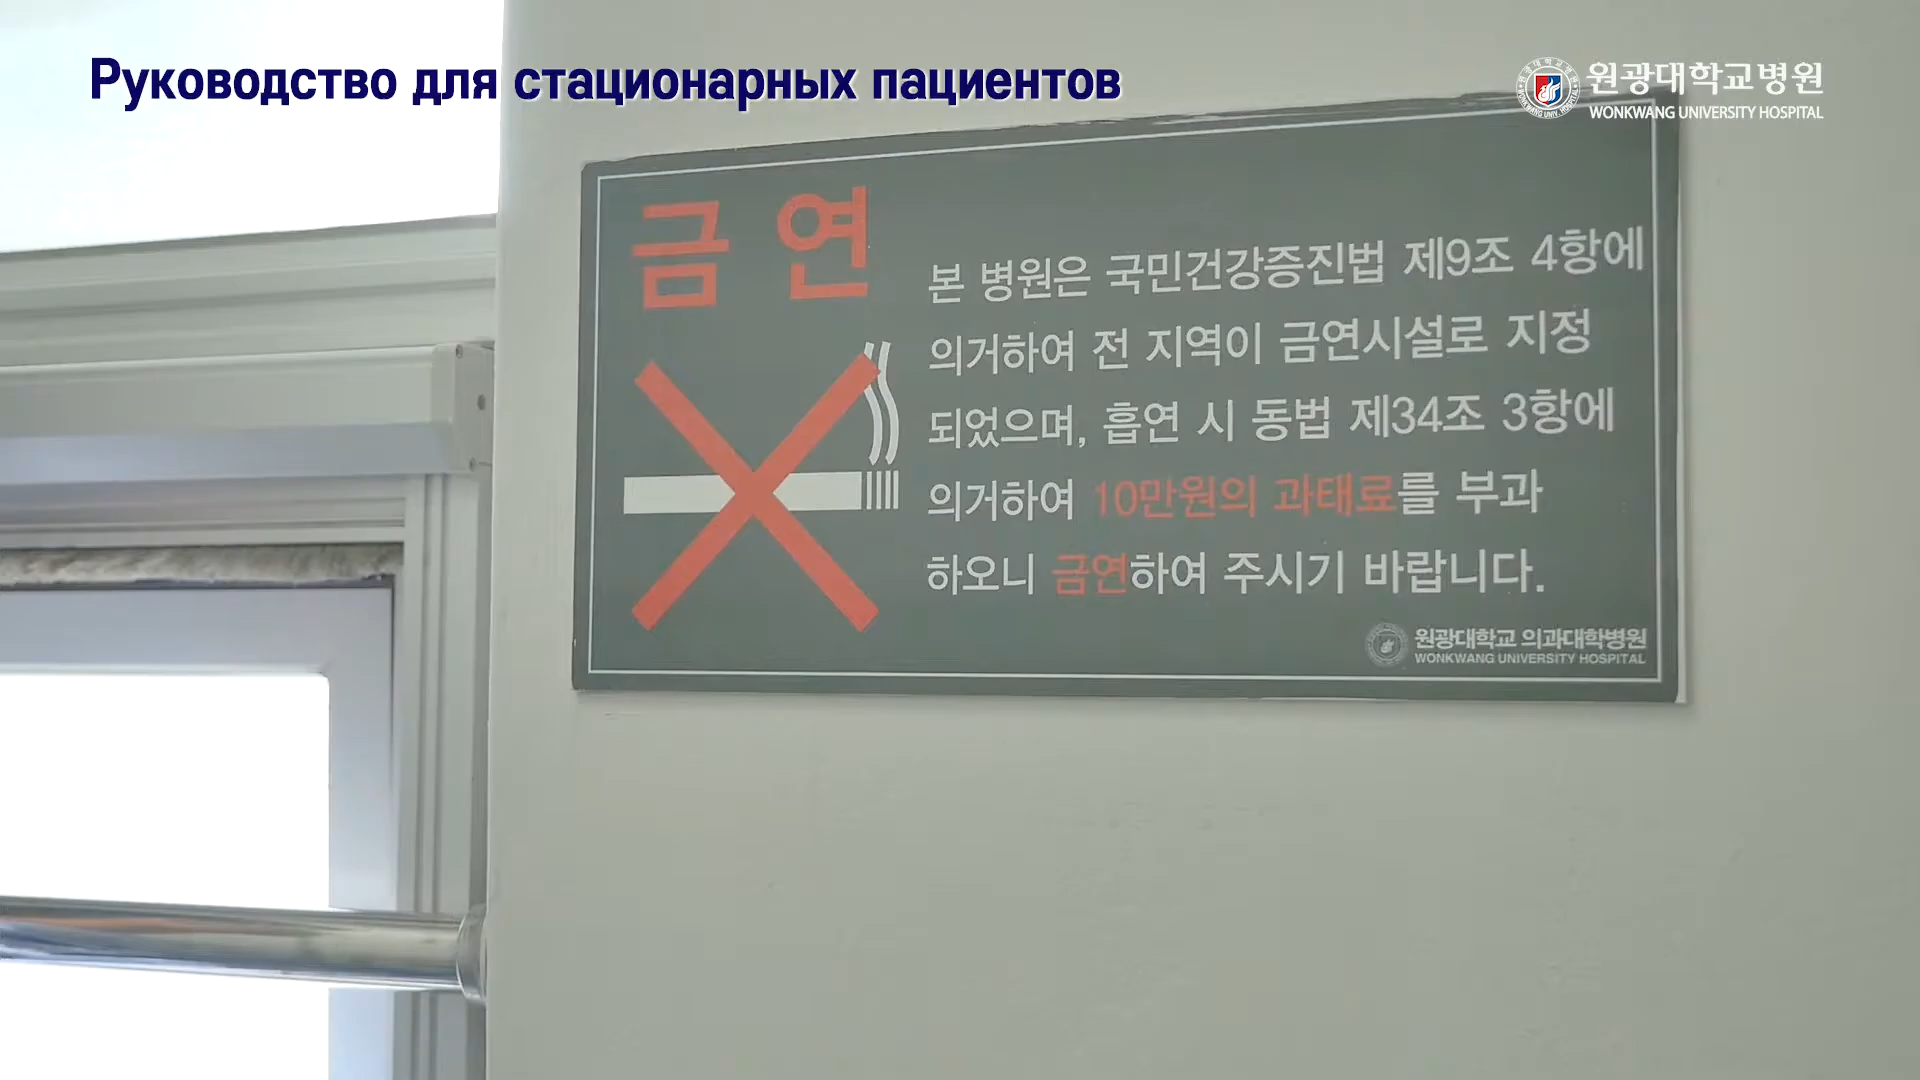 Руководство для стационарных пациентов
원광대학교병원
WONKWANG UNIVERSITY HOSPITAL
금연
본 병원은 국민건강증진법 제9조 4항에
의거하여 전 지역이 금연시설로 지정
되었으며, 흡연 시 동법 제34조 3항에
의거하여 10만원의 과태료를 부과
하오니 금연하여 주시기 바랍니다.
원광대학교 의과대학병원
WONKWANG UNIVERSITY HOSPITAL